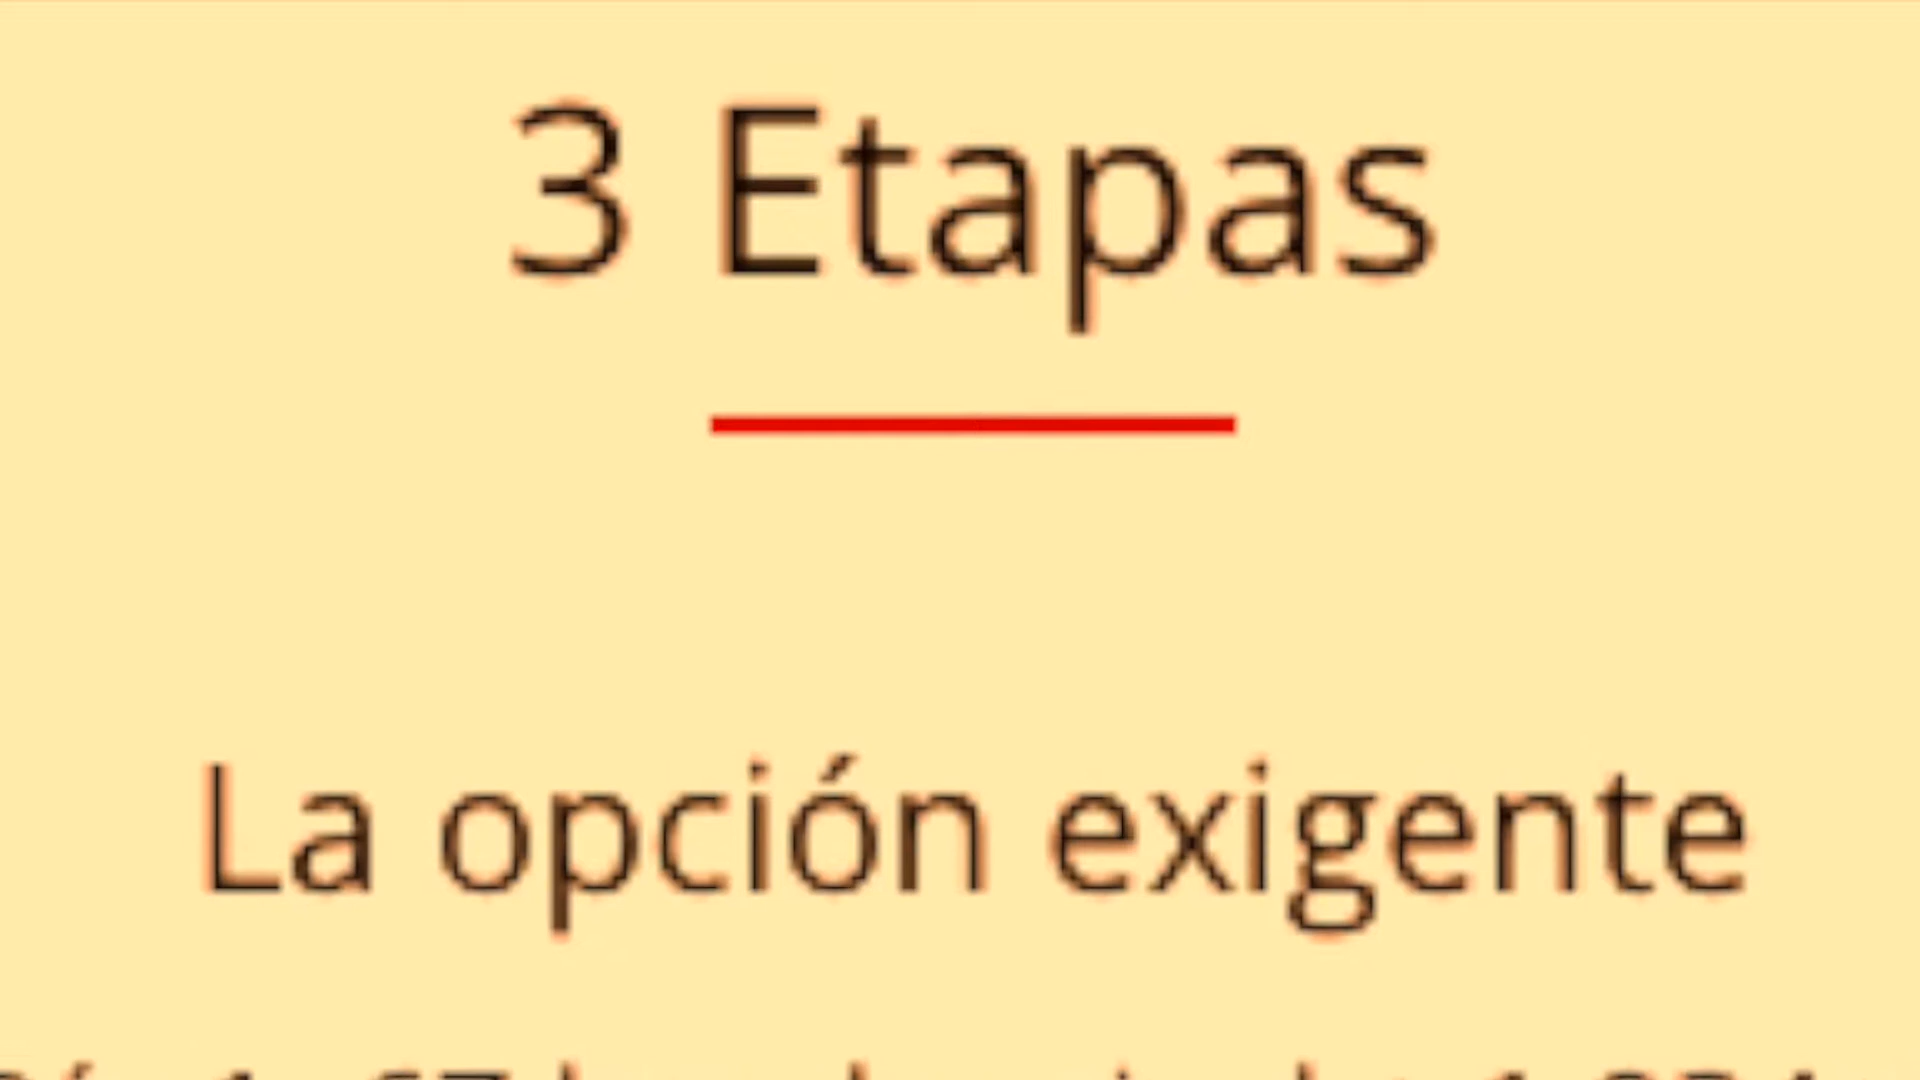 3 Etapas
La opción exigente